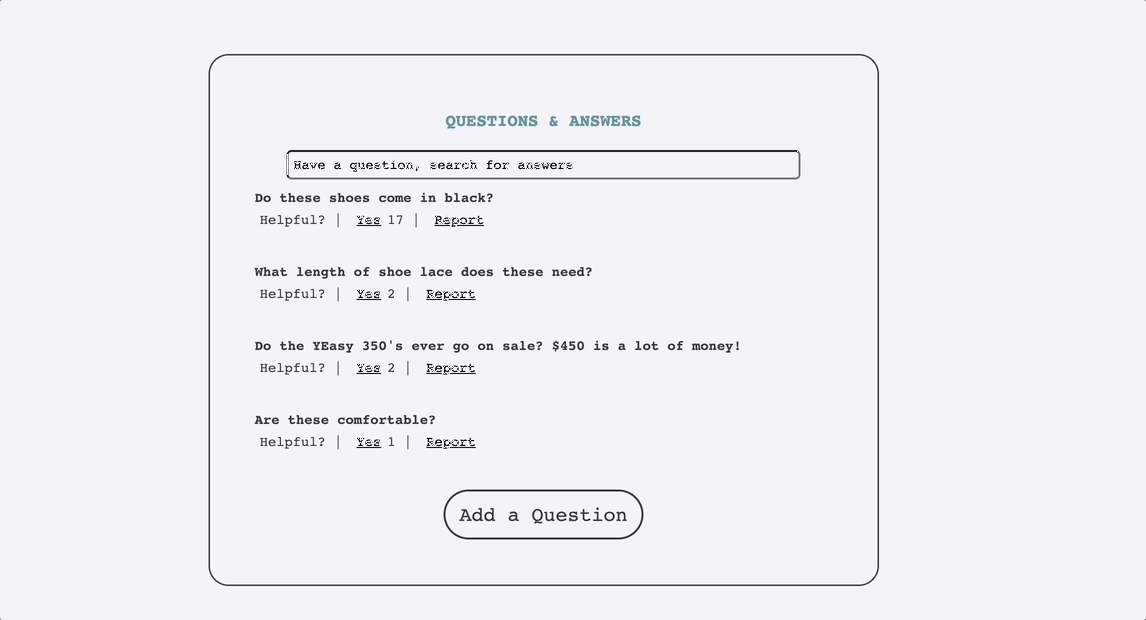 QUESTIONS & ANSWERS
Have a question, search for answers
Do these shoes come in black?
Helpful? | Yes 17 | Report
What length of shoe lace does these need?
Helpful? | Yes 2 | Report
Do the YEasy 350's ever go on sale? $450 is a lot of money!
Helpful? | Yes 2 | Report
Are these comfortable?
Helpful? | Yes 1 | Report
Add a Question